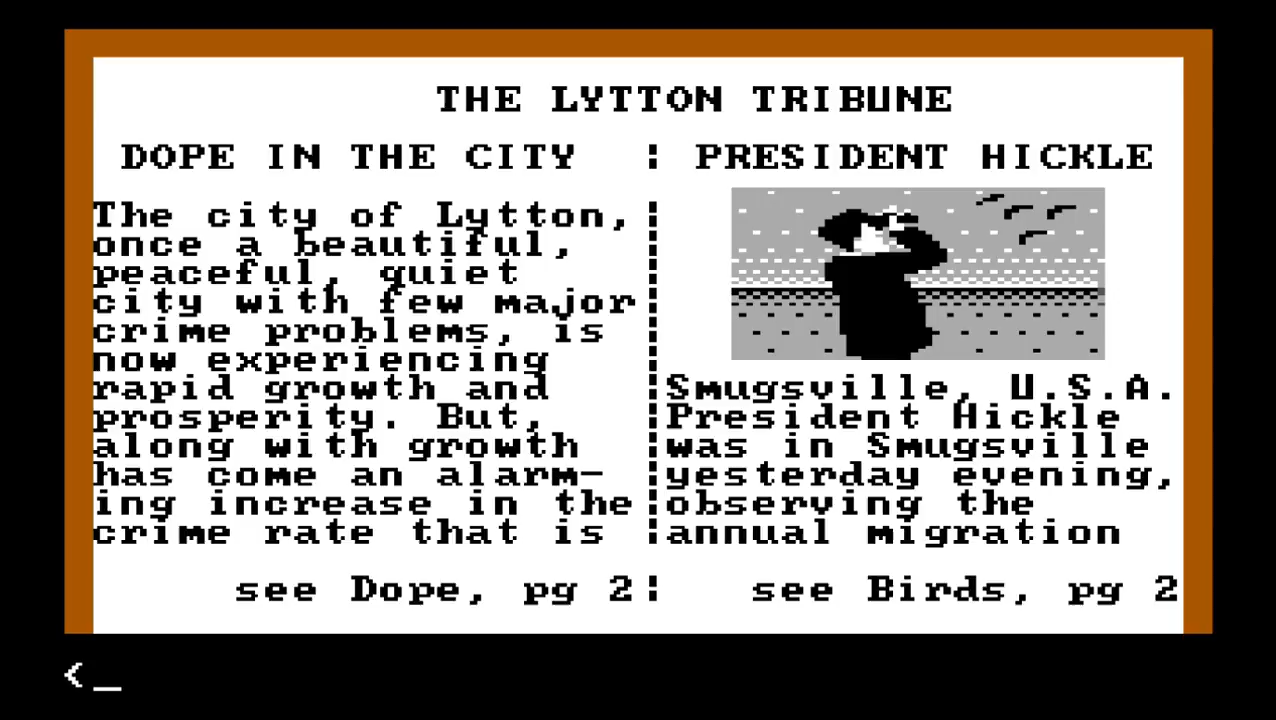 THE LYTTON TRIBUNE
DOPE IN THE CITY : PRESIDENT HICKLE
The city of Lytton,
once a beautiful,
peaceful, quiet
city with few major
crime problems, is
now experiencing
rapid growth and
prosperity. But,
along with growth
has come an alarm-
ing increase in the
crime rate that is
see Dope, pg 2
Smugsville, U.S.A.
President Hickle
was in Smugsville
yesterday evening,
observing the
annual migration
see Birds, pg 2
<_